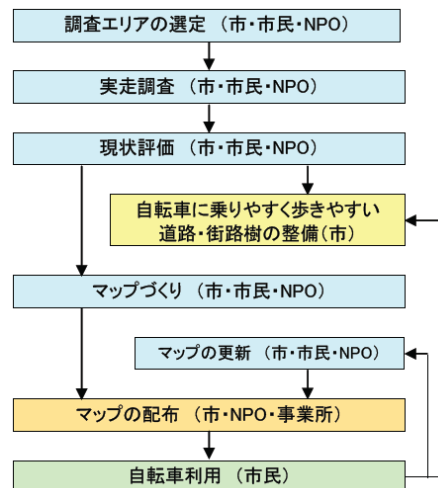 調査エリアの選定 (市・市民・NPO)
実走調査 (市・市民・NPO)
現状評価 (市・市民・NPO)
自転車に乗りやすく歩きやすい
道路・街路樹の整備(市)
マップづくり (市・市民・NPO)
マップの更新 (市・市民・NPO)
マップの配布 (市・NPO・事業所)
自転車利用 (市民)